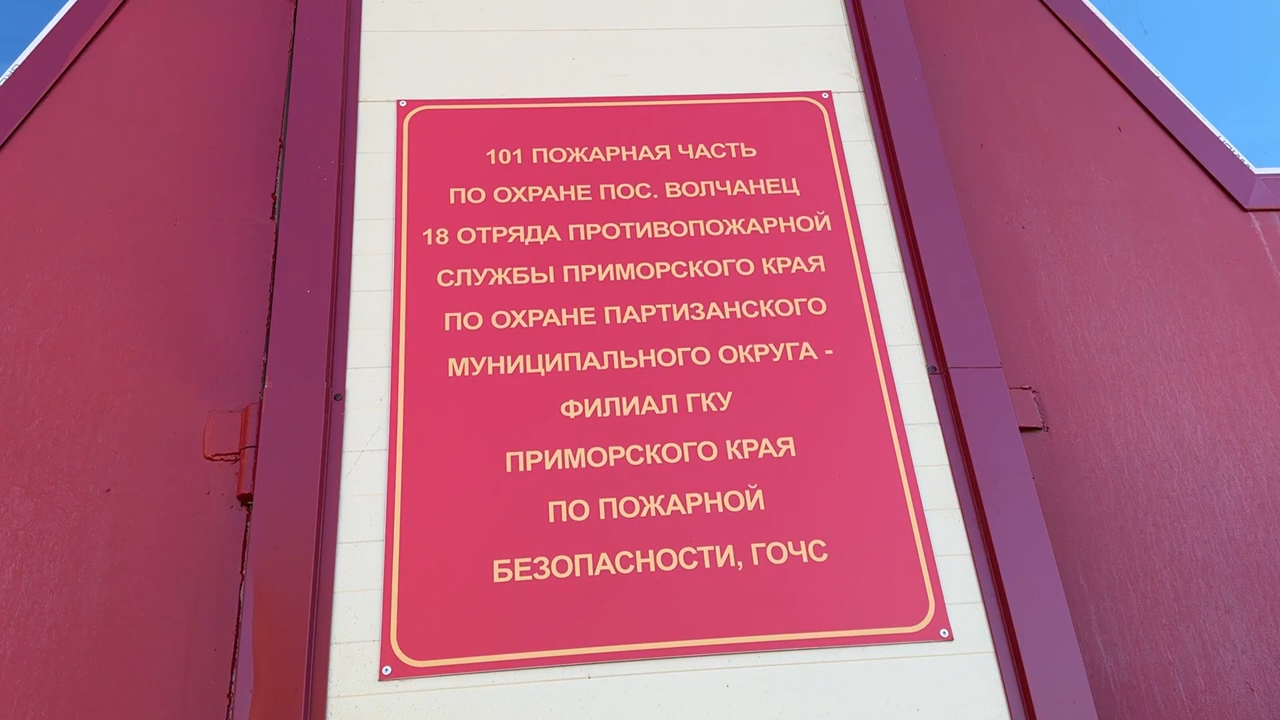 101 ПОЖАРНАЯ ЧАСТЬ
ПО ОХРАНЕ ПОС. ВОЛЧАНЕЦ
18 ОТРЯДА ПРОТИВОПОЖАРНОЙ
СЛУЖБЫ ПРИМОРСКОГО КРАЯ
ПО ОХРАНЕ ПАРТИЗАНСКОГО
МУНИЦИПАЛЬНОГО ОКРУГА -
ФИЛИАЛ ГКУ
ПРИМОРСКОГО КРАЯ
ПО ПОЖАРНОЙ
БЕЗОПАСНОСТИ, ГОЧС